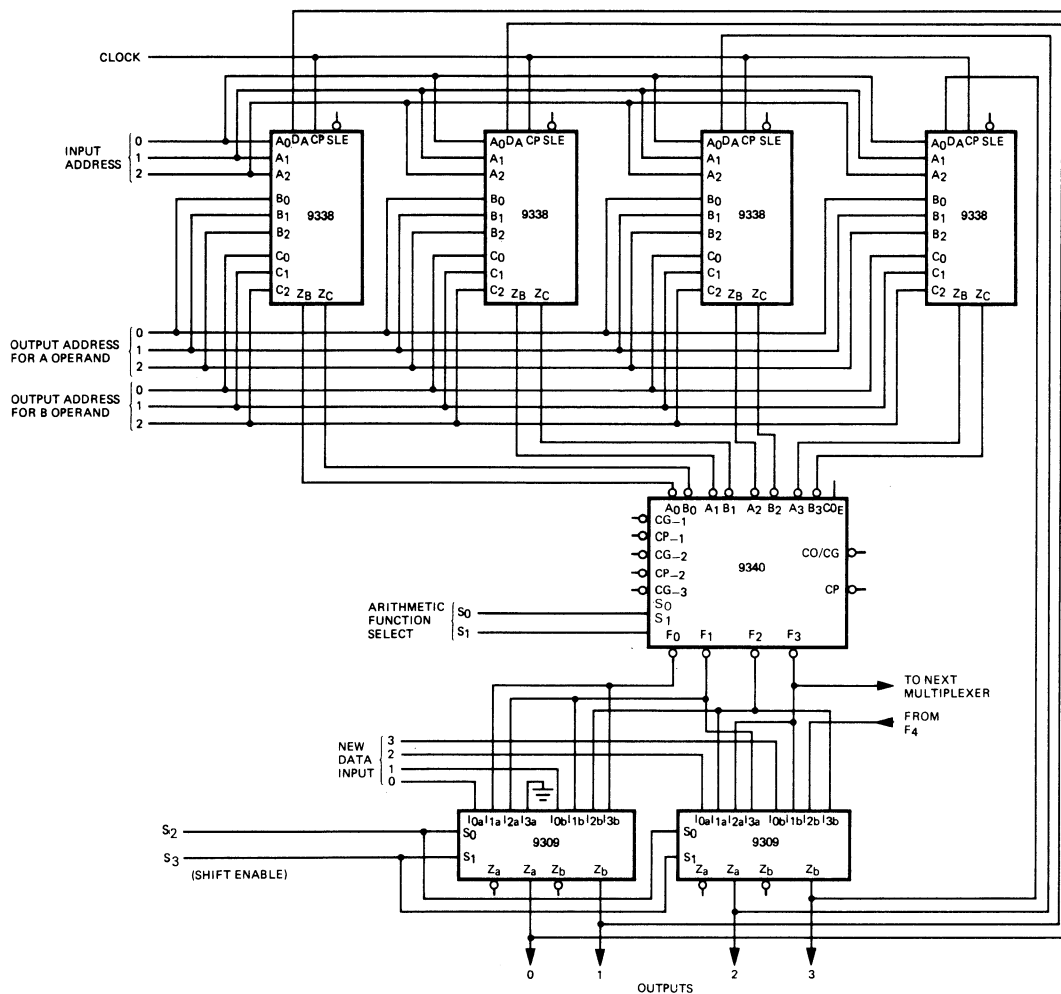 CLOCK
INPUT ADDRESS
0
1
2
A0 DA CP SLE
A1
A2
B0
B1
B2
C0
C1
C2
9338
ZB ZC
A0 DA CP SLE
A1
A2
B0
B1
B2
C0
C1
C2
9338
ZB ZC
A0 DA CP SLE
A1
A2
B0
B1
B2
C0
C1
C2
9338
ZB ZC
A0 DA CP SLE
A1
A2
B0
B1
B2
C0
C1
C2
9338
ZB ZC
OUTPUT ADDRESS
FOR A OPERAND
0
1
2
OUTPUT ADDRESS
FOR B OPERAND
0
1
2
A0 B0 A1 B1 A2 B2 A3 B3 C0E
CG–1
CP–1
CG–2
CP–2
CG–3
S0
S1
9340
CO/CG
CP
F0 F1 F2 F3
ARITHMETIC
FUNCTION
SELECT
S0
S1
TO NEXT
MULTIPLEXER
FROM
F4
NEW
DATA
INPUT
3
2
1
0
I0a I1a I2a I3a I0b I1b I2b I3b
S0
S1
9309
Za Za Zb Zb
I0a I1a I2a I3a I0b I1b I2b I3b
S0
S1
9309
Za Za Zb Zb
S2
S3
(SHIFT ENABLE)
0 1 2 3
OUTPUTS